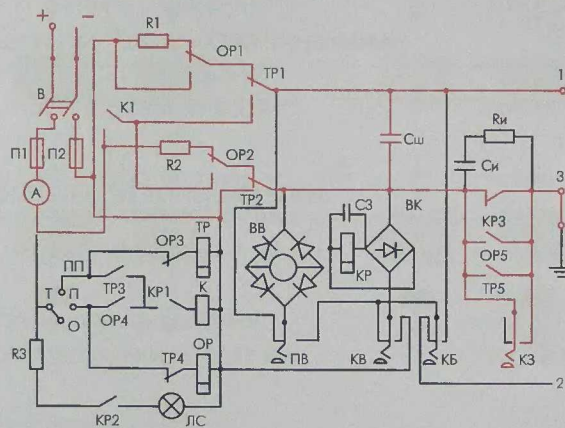 + −
R1
ОР1
ТР1
1
В
К1
Сш
Rи
П1
П2
R2
ОР2
Си
А
3
ТР2
С3
ВК
ВВ
КР3
ОР3
ТР
КР
ОР5
ПП
ТР3
КР1
К
ТР5
Т
П
О
ОР4
ОР
R3
ТР4
ПВ
КВ
КБ
К3
2
КР2
ЛС